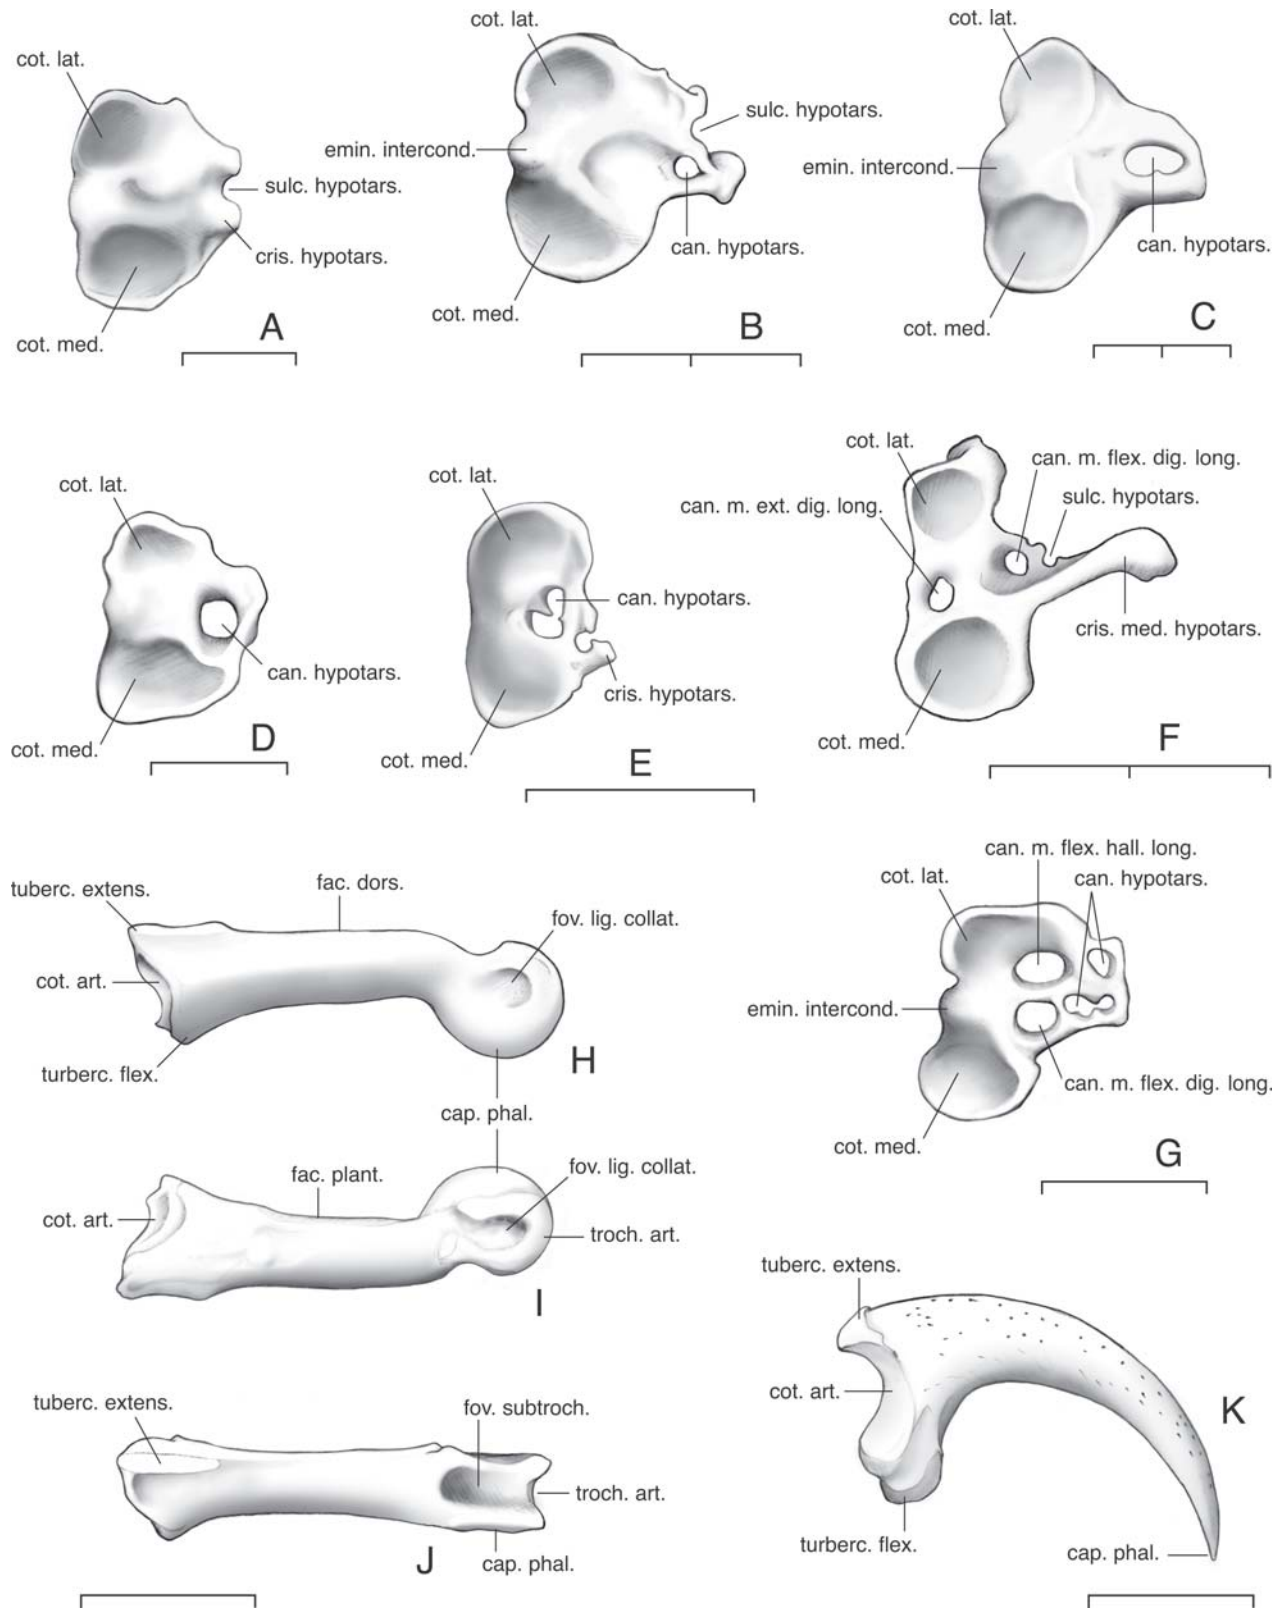 cot. lat.
sulc. hypotars.
cris. hypotars.
cot. med.
A
cot. lat.
sulc. hypotars.
emin. intercond.
can. hypotars.
cot. med.
B
cot. lat.
emin. intercond.
can. hypotars.
cot. med.
C
cot. lat.
can. hypotars.
cot. med.
D
cot. lat.
can. hypotars.
cris. hypotars.
cot. med.
E
cot. lat.
can. m. flex. dig. long.
sulc. hypotars.
can. m. ext. dig. long.
cris. med. hypotars.
cot. med.
F
can. m. flex. hall. long.
can. hypotars.
cot. lat.
emin. intercond.
can. m. flex. dig. long.
cot. med.
G
tuberc. extens.
fac. dors.
fov. lig. collat.
cot. art.
turberc. flex.
H
cap. phal.
fac. plant.
fov. lig. collat.
cot. art.
troch. art.
I
tuberc. extens.
fov. subtroch.
troch. art.
cap. phal.
J
tuberc. extens.
cot. art.
turberc. flex.
cap. phal.
K